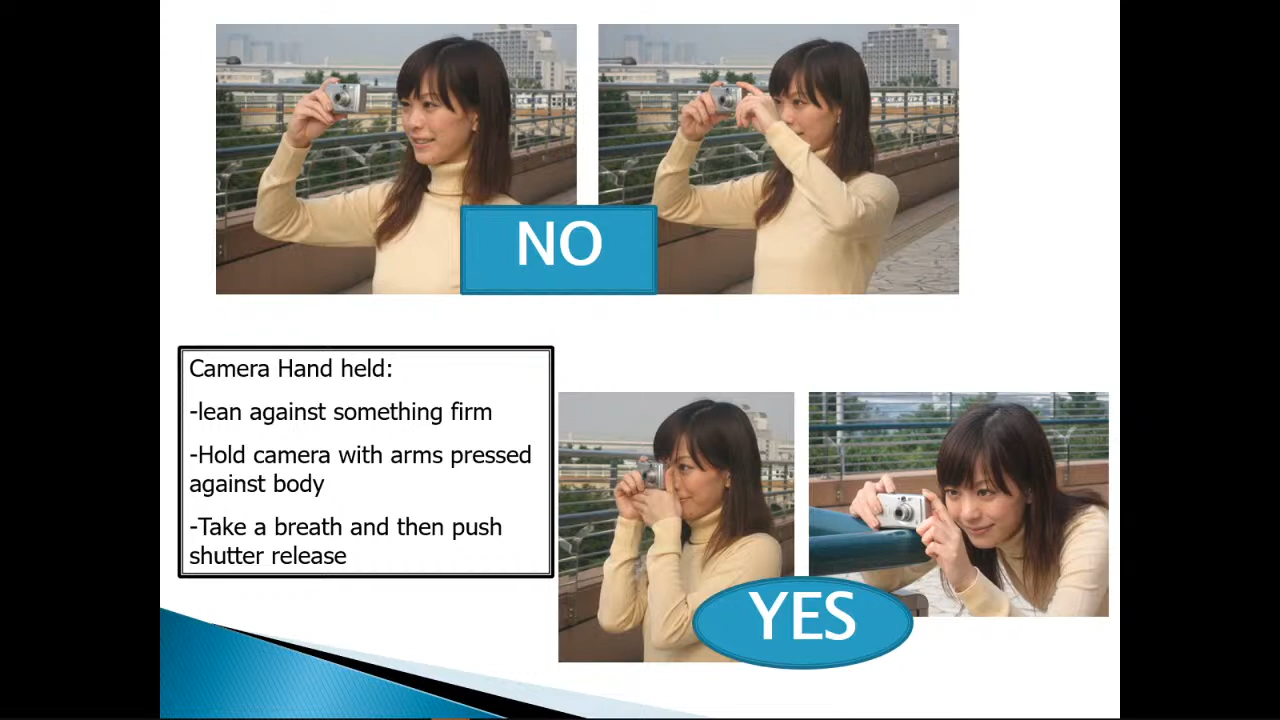 NO
Camera Hand held:
-lean against something firm
-Hold camera with arms pressed
against body
-Take a breath and then push
shutter release
YES